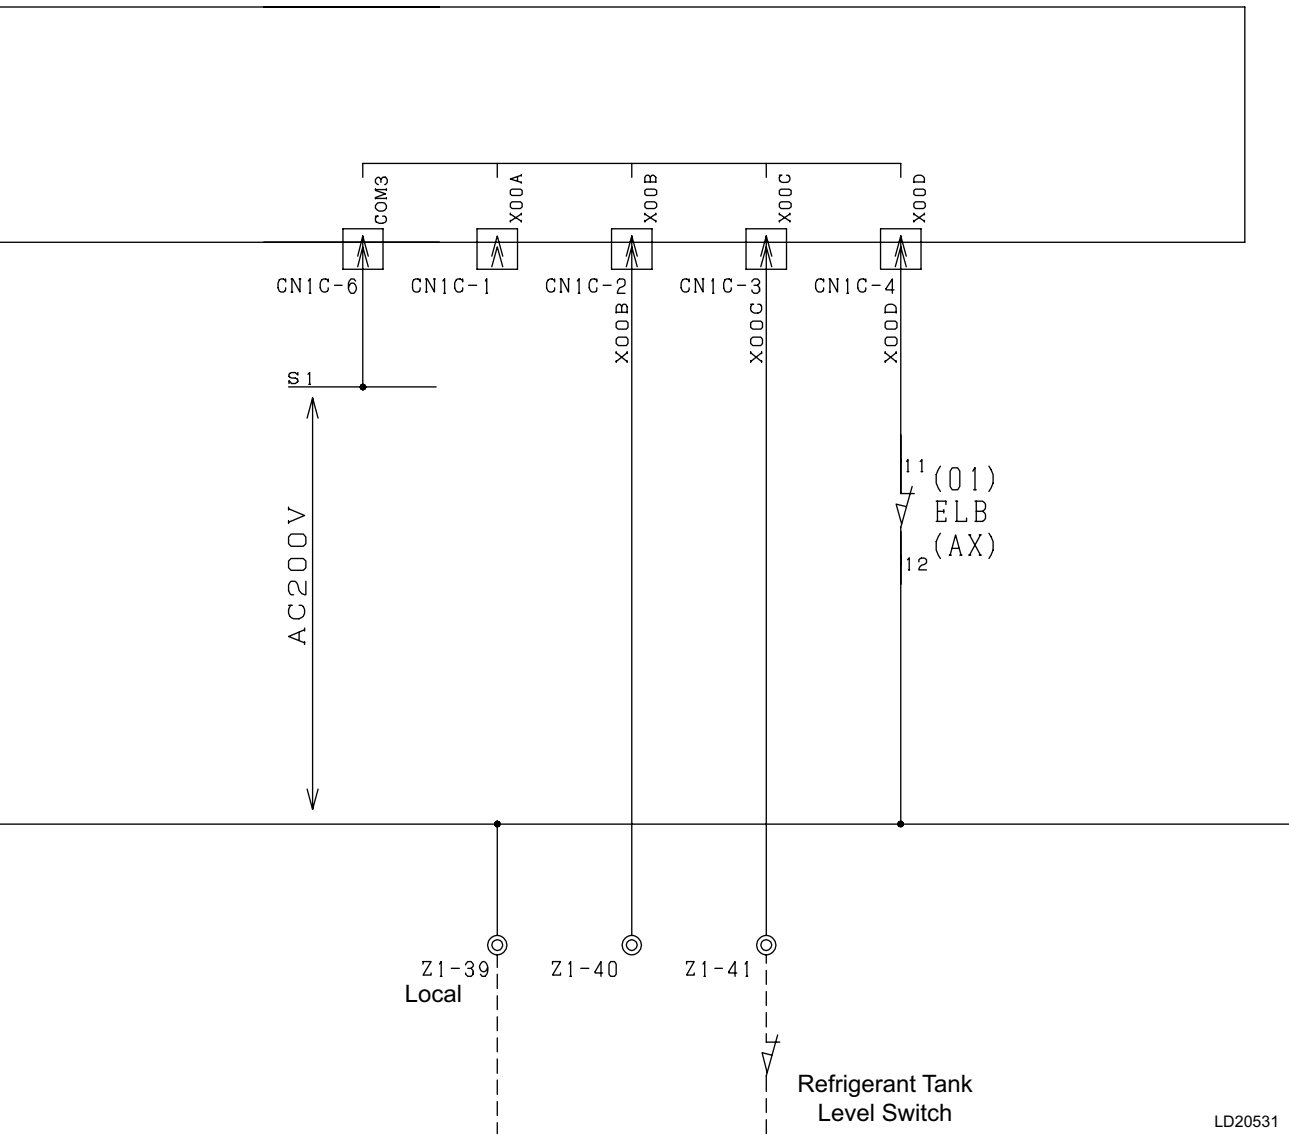 COM3
X00A
X00B
X00C
X00D
CN1C-6
CN1C-1
CN1C-2
CN1C-3
CN1C-4
X00B
X00C
X00D
S1
11
(01)
ELB
(AX)
12
AC200V
Z1-39
Z1-40
Z1-41
Local
Refrigerant Tank
Level Switch
LD20531